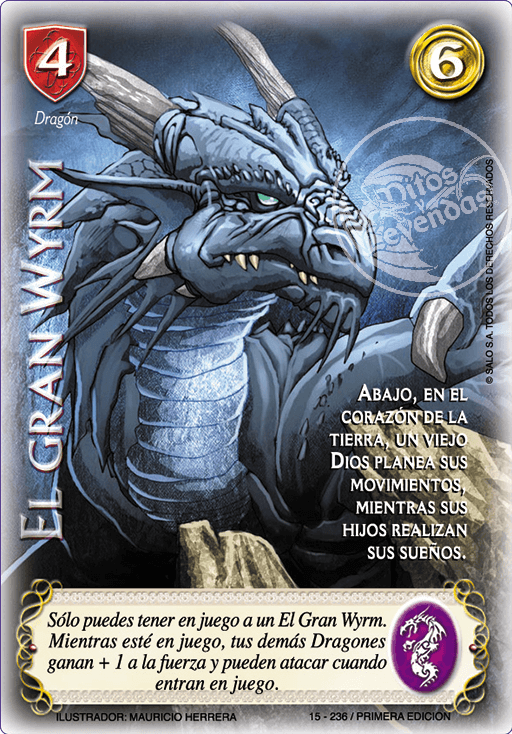 4
6
Dragón
Mitos
y
Leyendas
EL GRAN WYRM
© SALO S.A. TODOS LOS DERECHOS RESERVADOS
ABAJO, EN EL
CORAZÓN DE LA
TIERRA, UN VIEJO
DIOS PLANEA SUS
MOVIMIENTOS,
MIENTRAS SUS
HIJOS REALIZAN
SUS SUEÑOS.
Sólo puedes tener en juego a un El Gran Wyrm.
Mientras esté en juego, tus demás Dragones
ganan + 1 a la fuerza y pueden atacar cuando
entran en juego.
ILUSTRADOR: MAURICIO HERRERA
15 - 236 / PRIMERA EDICION